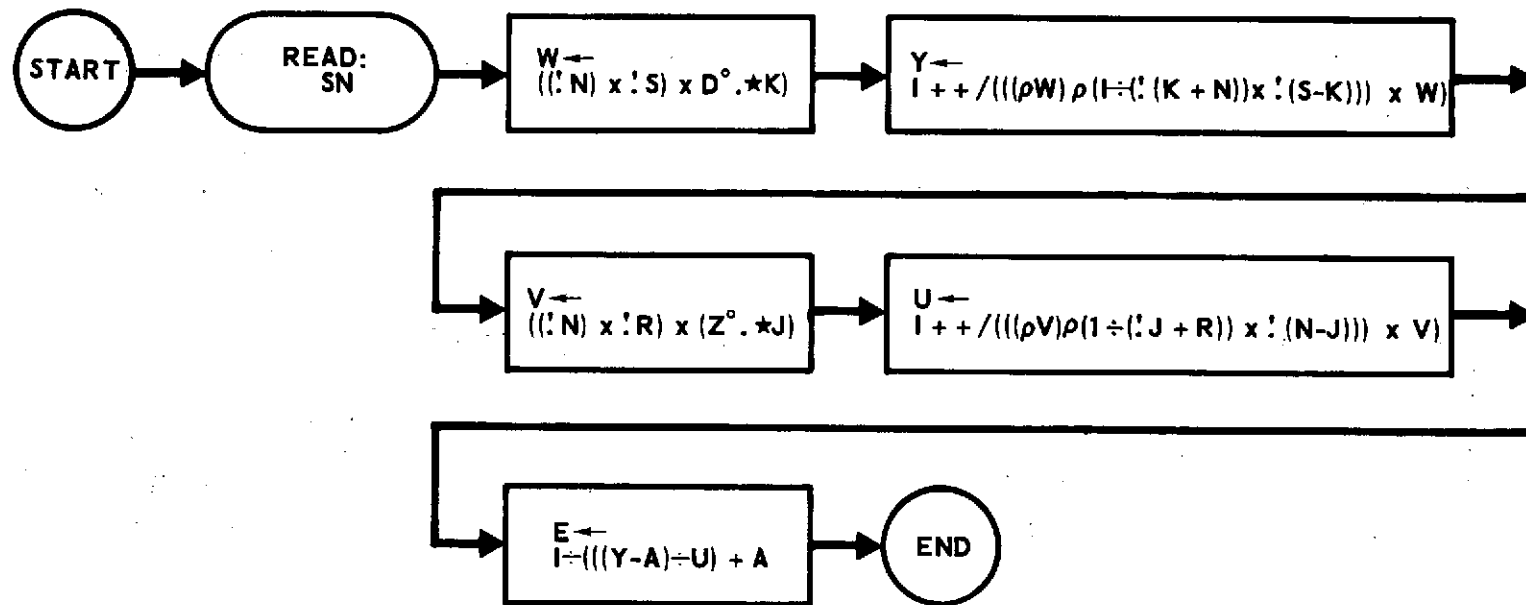 START
READ:
SN
W←
((!N) x !S) x D°.★K)
Y←
I + + /(((ρW) ρ (I÷(!(K + N))x !(S-K))) x W)
V←
((!N) x !R) x (Z°.★J)
U←
I + + /(((ρV)ρ(1÷(!J + R)) x !(N-J))) x V)
E←
I÷(((Y-A)÷U) + A
END